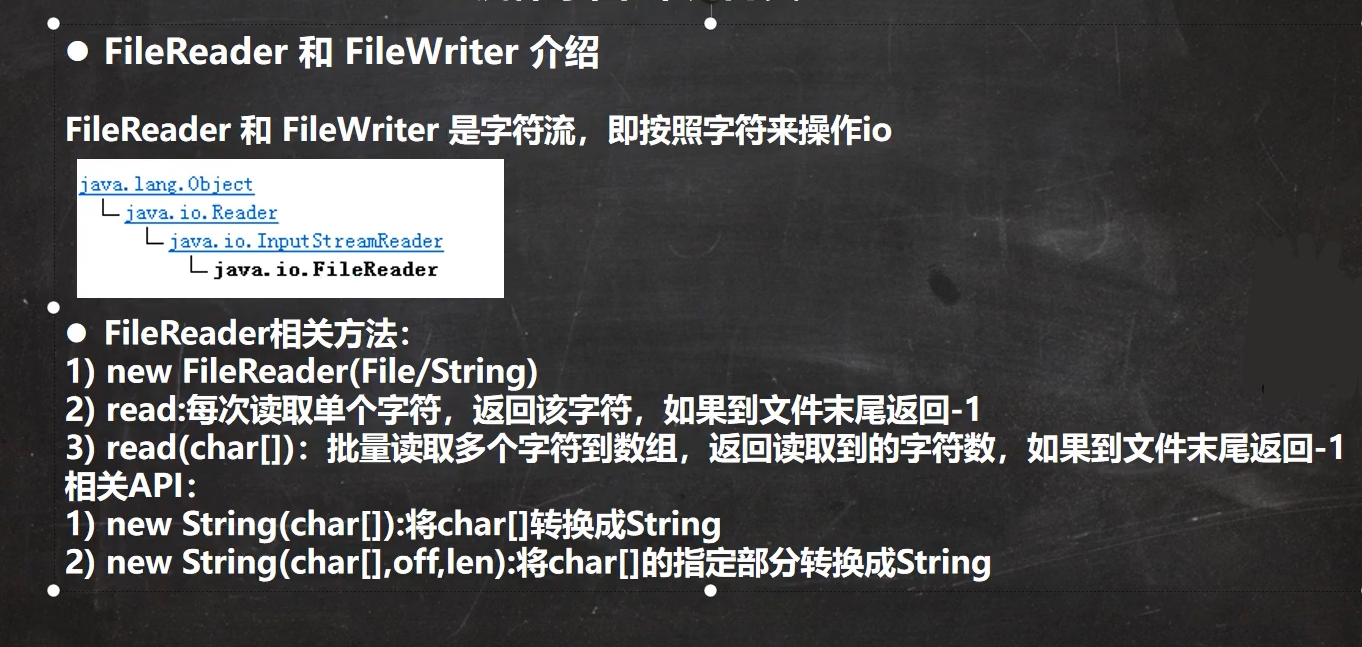 ● FileReader 和 FileWriter 介绍
FileReader 和 FileWriter 是字符流，即按照字符来操作io
java.lang.Object
java.io.Reader
java.io.InputStreamReader
java.io.FileReader
● FileReader相关方法：
1) new FileReader(File/String)
2) read:每次读取单个字符，返回该字符，如果到文件末尾返回-1
3) read(char[])：批量读取多个字符到数组，返回读取到的字符数，如果到文件末尾返回-1
相关API：
1) new String(char[]):将char[]转换成String
2) new String(char[],off,len):将char[]的指定部分转换成String